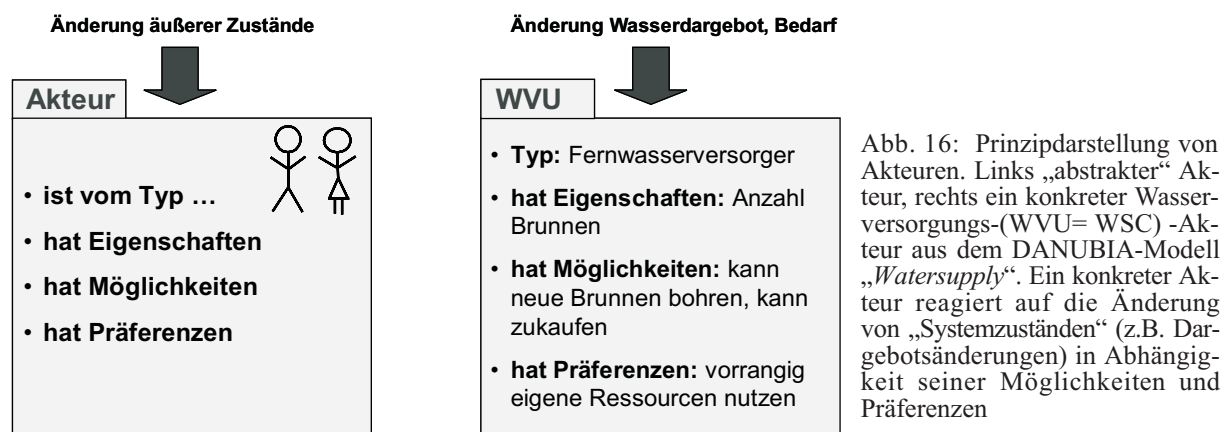 Änderung äußerer Zustände
Akteur
• ist vom Typ …
• hat Eigenschaften
• hat Möglichkeiten
• hat Präferenzen
Änderung Wasserdargebot, Bedarf
WVU
• Typ: Fernwasserversorger
• hat Eigenschaften: Anzahl
Brunnen
• hat Möglichkeiten: kann
neue Brunnen bohren, kann
zukaufen
• hat Präferenzen: vorrangig
eigene Ressourcen nutzen
Abb. 16: Prinzipdarstellung von
Akteuren. Links „abstrakter“ Ak-
teur, rechts ein konkreter Wasser-
versorgungs-(WVU= WSC) -Ak-
teur aus dem DANUBIA-Modell
„Watersupply“. Ein konkreter Ak-
teur reagiert auf die Änderung
von „Systemzuständen“ (z.B. Dar-
gebotsänderungen) in Abhängig-
keit seiner Möglichkeiten und
Präferenzen